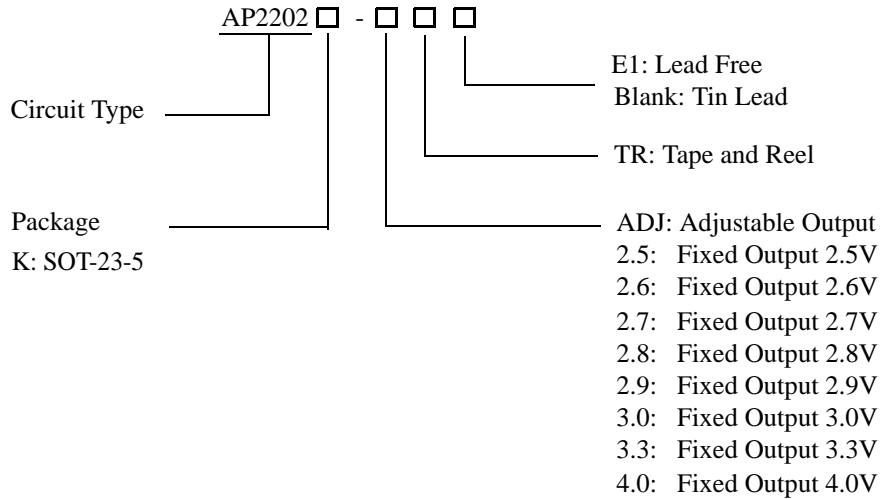 AP2202 -
E1: Lead Free
Blank: Tin Lead
Circuit Type
TR: Tape and Reel
Package
K: SOT-23-5
ADJ: Adjustable Output
2.5: Fixed Output 2.5V
2.6: Fixed Output 2.6V
2.7: Fixed Output 2.7V
2.8: Fixed Output 2.8V
2.9: Fixed Output 2.9V
3.0: Fixed Output 3.0V
3.3: Fixed Output 3.3V
4.0: Fixed Output 4.0V